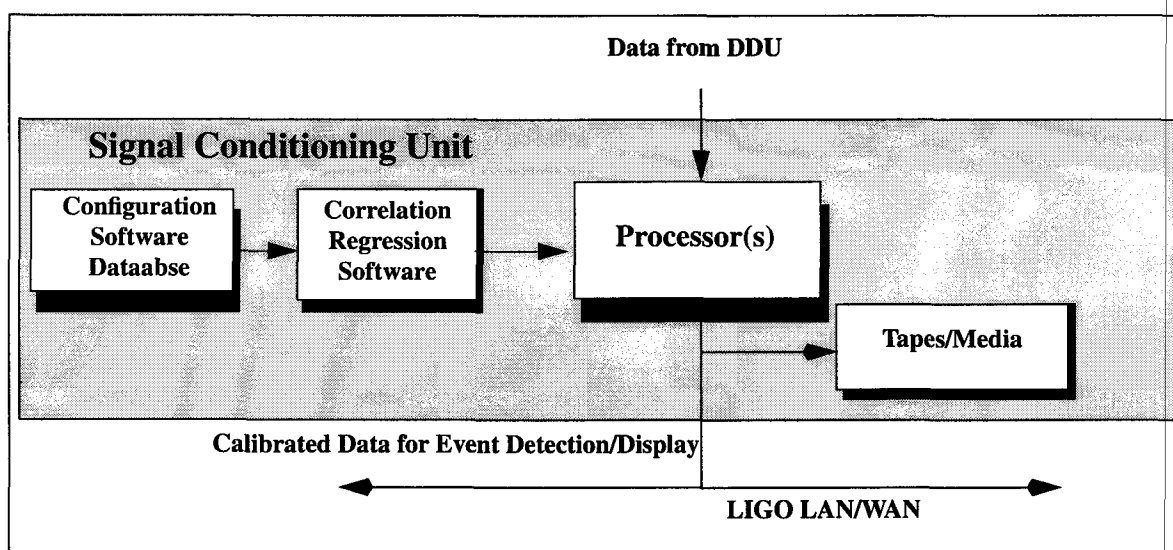 Data from DDU
Signal Conditioning Unit
Configuration
Software
Dataabse
Correlation
Regression
Software
Processor(s)
Tapes/Media
Calibrated Data for Event Detection/Display
LIGO LAN/WAN